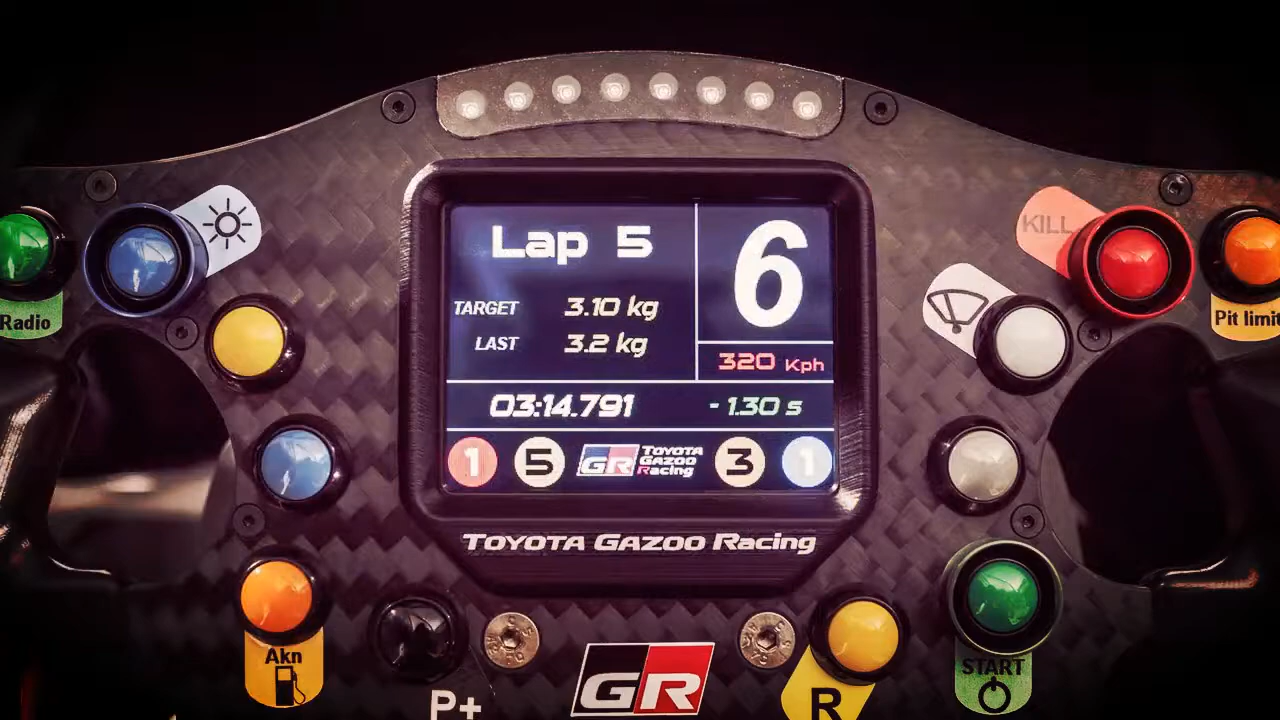 Lap 5
6
TARGET 3.10 kg
LAST 3.2 kg
320 Kph
03:14.791 - 1.30 s
1 5 GR TOYOTA GAZOO Racing 3 1
TOYOTA GAZOO Racing
Radio
KILL
Pit limit
Akn
P+
GR
R
START